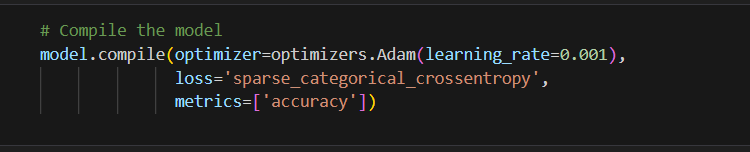 # Compile the model
model.compile(optimizer=optimizers.Adam(learning_rate=0.001),
loss='sparse_categorical_crossentropy',
metrics=['accuracy'])